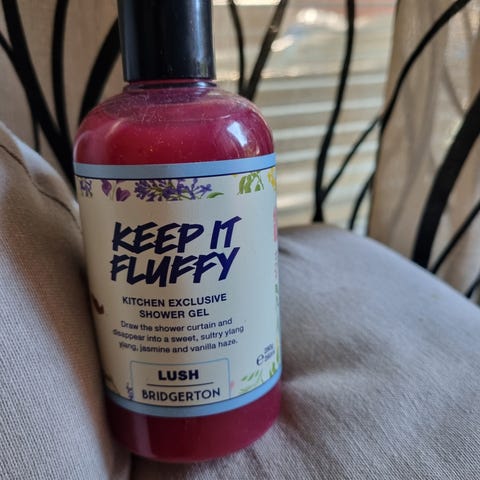 KEEP IT
FLUFFY
KITCHEN EXCLUSIVE
SHOWER GEL
Draw the shower curtain and
disappear into a sweet, sultry ylang
ylang, jasmine and vanilla haze.
LUSH
BRIDGERTON